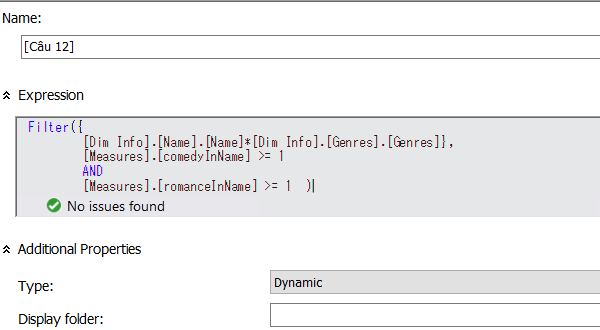 Name:
[Câu 12]
Expression
Filter({
[Dim Info].[Name].[Name]*[Dim Info].[Genres].[Genres]},
[Measures].[comedyInName] >= 1
AND
[Measures].[romanceInName] >= 1 )
No issues found
Additional Properties
Type:
Dynamic
Display folder: